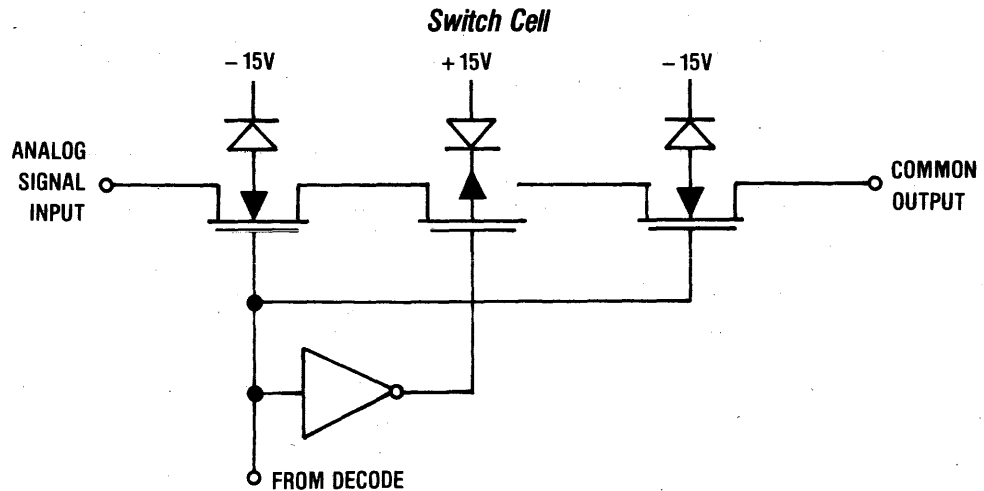 Switch Cell
– 15V
+ 15V
– 15V
ANALOG
SIGNAL
INPUT
COMMON
OUTPUT
FROM DECODE